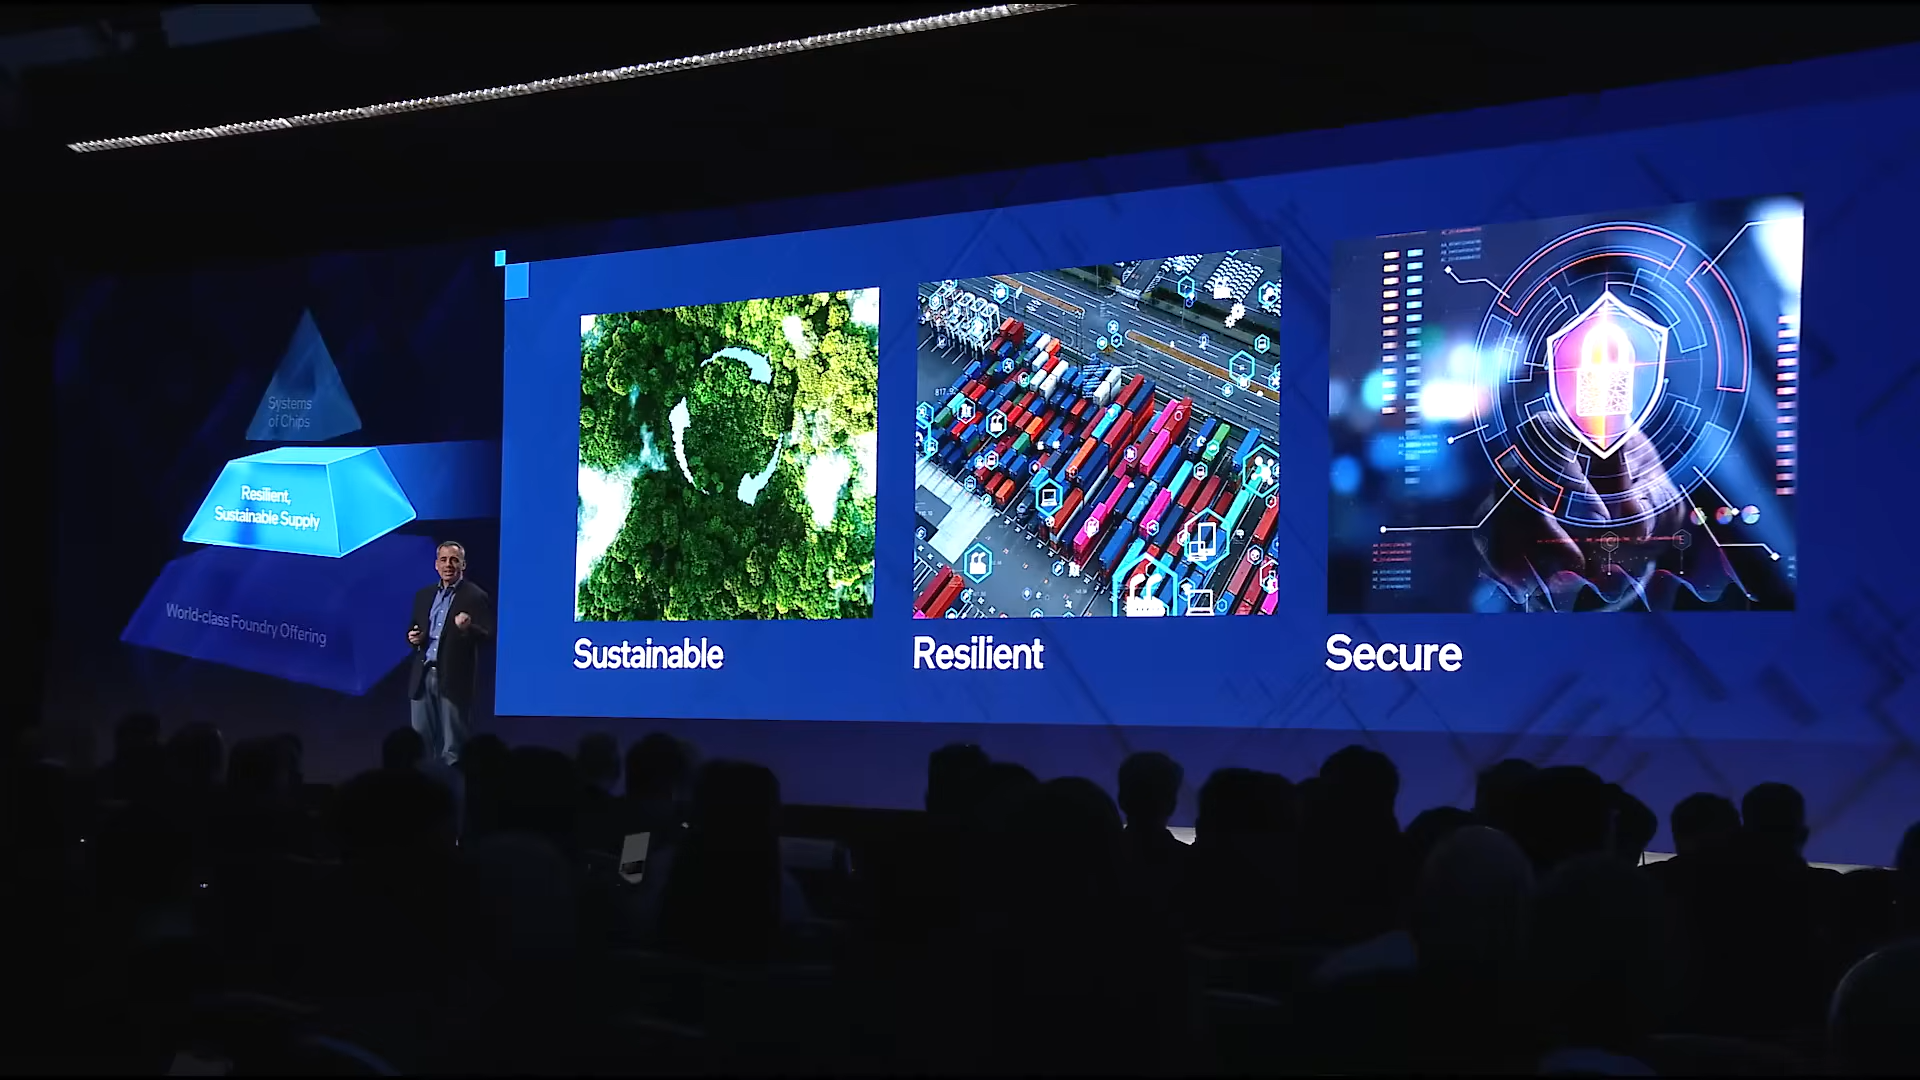 Systems
of Chips
Resilient,
Sustainable Supply
World-class Foundry Offering
Sustainable
Resilient
Secure